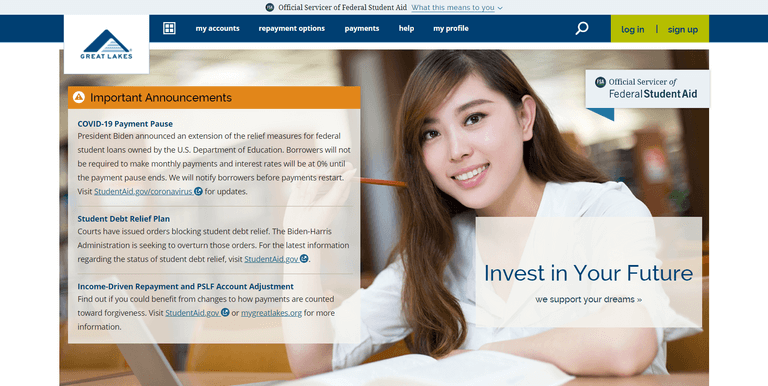 Official Servicer of Federal Student Aid What this means to you
GREAT LAKES
my accounts repayment options payments help my profile
log in | sign up
FSA Official Servicer of
Federal Student Aid
Important Announcements
COVID-19 Payment Pause
President Biden announced an extension of the relief measures for federal
student loans owned by the U.S. Department of Education. Borrowers will not
be required to make monthly payments and interest rates will be at 0% until
the payment pause ends. We will notify borrowers before payments restart.
Visit StudentAid.gov/coronavirus for updates.
Student Debt Relief Plan
Courts have issued orders blocking student debt relief. The Biden-Harris
Administration is seeking to overturn those orders. For the latest information
regarding the status of student debt relief, visit StudentAid.gov.
Income-Driven Repayment and PSLF Account Adjustment
Find out if you could benefit from changes to how payments are counted
toward forgiveness. Visit StudentAid.gov or mygreatlakes.org for more
information.
Invest in Your Future
we support your dreams »